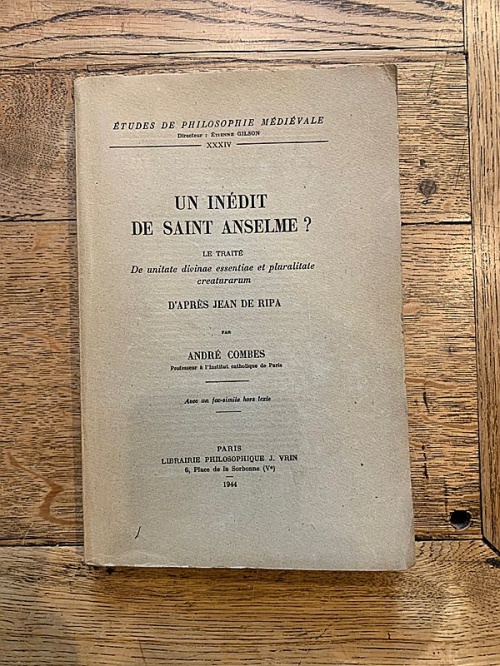 ÉTUDES DE PHILOSOPHIE MÉDIÉVALE
Directeur : Étienne GILSON
XXXIV
UN INÉDIT
DE SAINT ANSELME ?
LE TRAITÉ
De unitate divinae essentiae et pluralitate
creaturarum
D'APRÈS JEAN DE RIPA
PAR
ANDRÉ COMBES
Professeur à l'Institut catholique de Paris
Avec un fac-simile hors texte
PARIS
LIBRAIRIE PHILOSOPHIQUE J. VRIN
6, Place de la Sorbonne (Ve)
1944